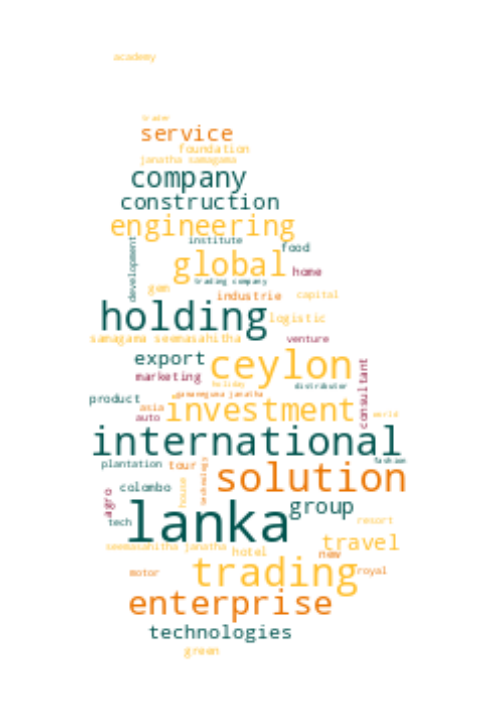 academy
trader
service
foundation
janatha samagama
company
construction
engineering
institute
development
food
global
home
trading company
gem
industrie
capital
holding
logistic
samagama seemasahitha
venture
export
ceylon
marketing
holiday
distributor
consultant
product
gawaneguma janatha
asia
investment
auto
world
international
plantation
tour
fashion
technology
solution
colombo
house
agro
lanka
group
tech
resort
seemasahitha janatha
hotel
travel
new
motor
trading
royal
enterprise
technologies
green